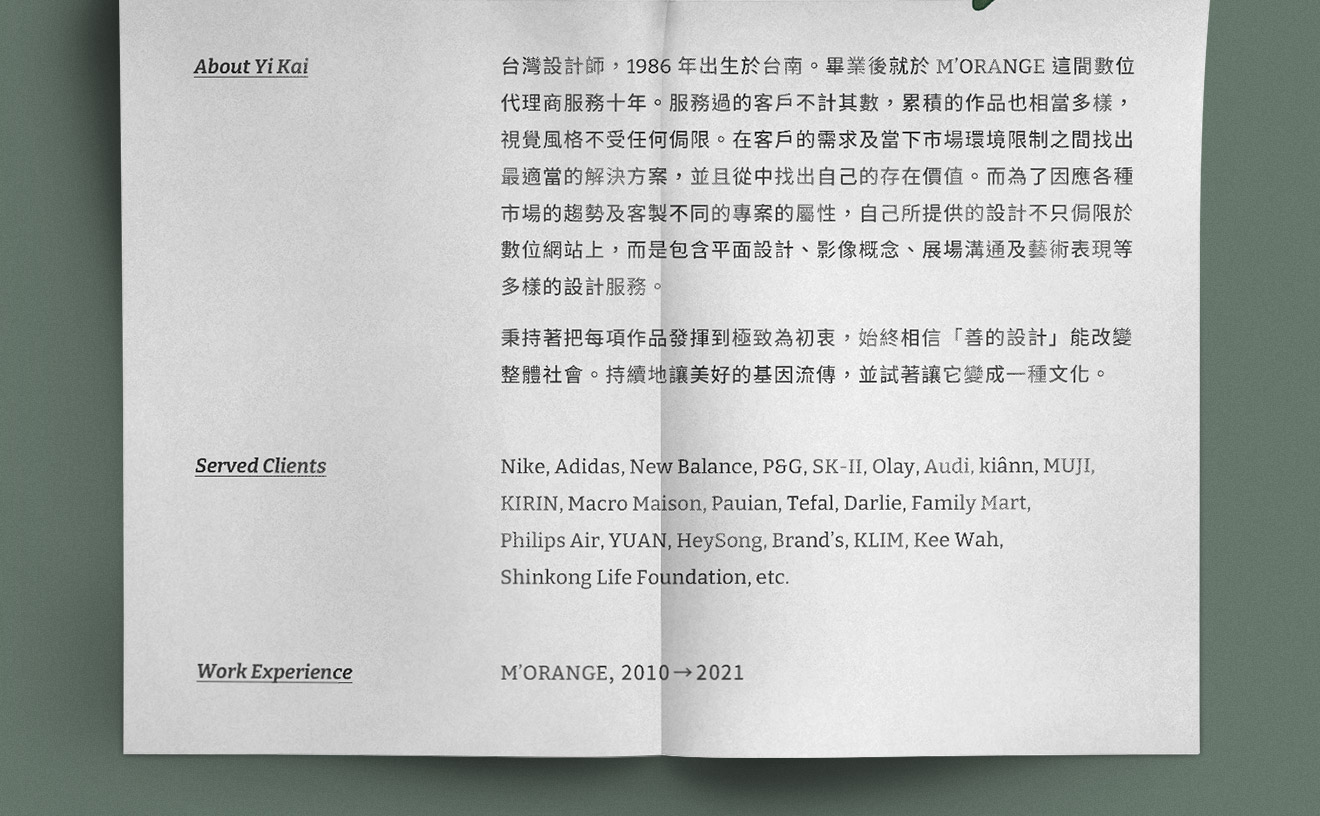 About Yi Kai
台灣設計師，1986 年出生於台南。畢業後就於 M’ORANGE 這間數位
代理商服務十年。服務過的客戶不計其數，累積的作品也相當多樣，
視覺風格不受任何侷限。在客戶的需求及當下市場環境限制之間找出
最適當的解決方案，並且從中找出自己的存在價值。而為了因應各種
市場的趨勢及客製不同的專案的屬性，自己所提供的設計不只侷限於
數位網站上，而是包含平面設計、影像概念、展場溝通及藝術表現等
多樣的設計服務。
秉持著把每項作品發揮到極致為初衷，始終相信「善的設計」能改變
整體社會。持續地讓美好的基因流傳，並試著讓它變成一種文化。
Served Clients
Nike, Adidas, New Balance, P&G, SK-II, Olay, Audi, kiânn, MUJI,
KIRIN, Macro Maison, Pauian, Tefal, Darlie, Family Mart,
Philips Air, YUAN, HeySong, Brand’s, KLIM, Kee Wah,
Shinkong Life Foundation, etc.
Work Experience
M’ORANGE, 2010→2021